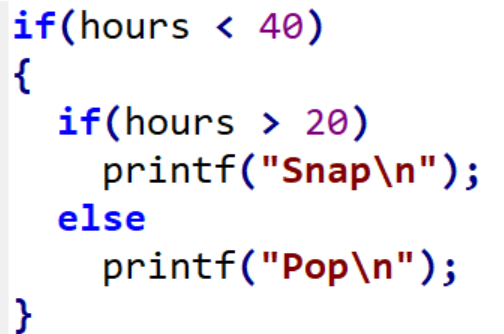 if(hours < 40)
{
  if(hours > 20)
    printf("Snap\n");
  else
    printf("Pop\n");
}